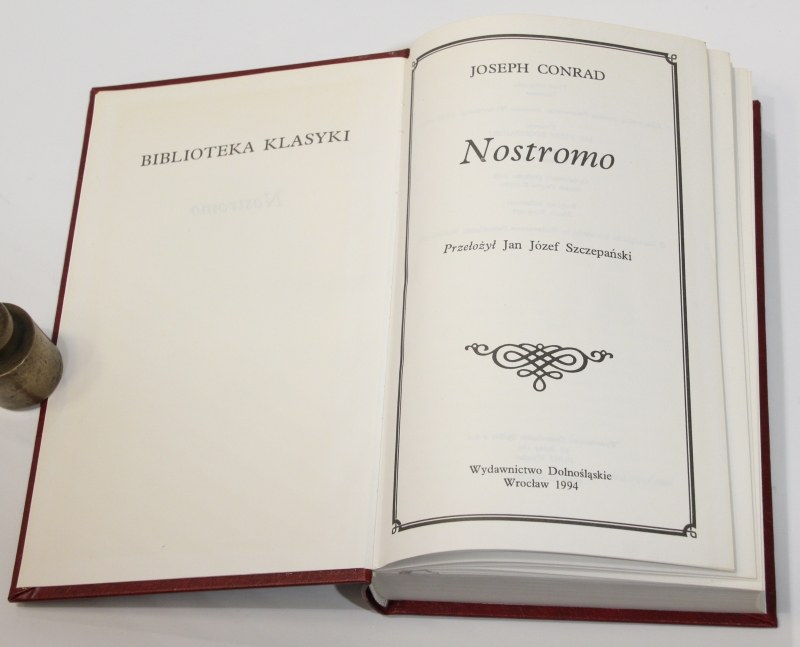 BIBLIOTEKA KLASYKI
JOSEPH CONRAD
Nostromo
Przełożył Jan Józef Szczepański
Wydawnictwo Dolnośląskie
Wrocław 1994